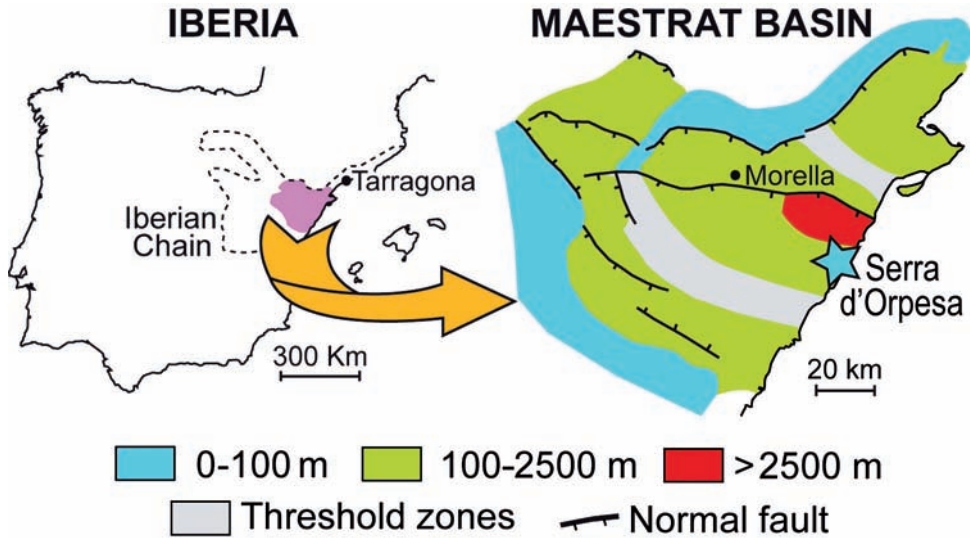 IBERIA
MAESTRAT BASIN
Tarragona
Iberian
Chain
300 Km
Morella
Serra
d'Orpesa
20 km
0-100 m
100-2500 m
>2500 m
Threshold zones
Normal fault